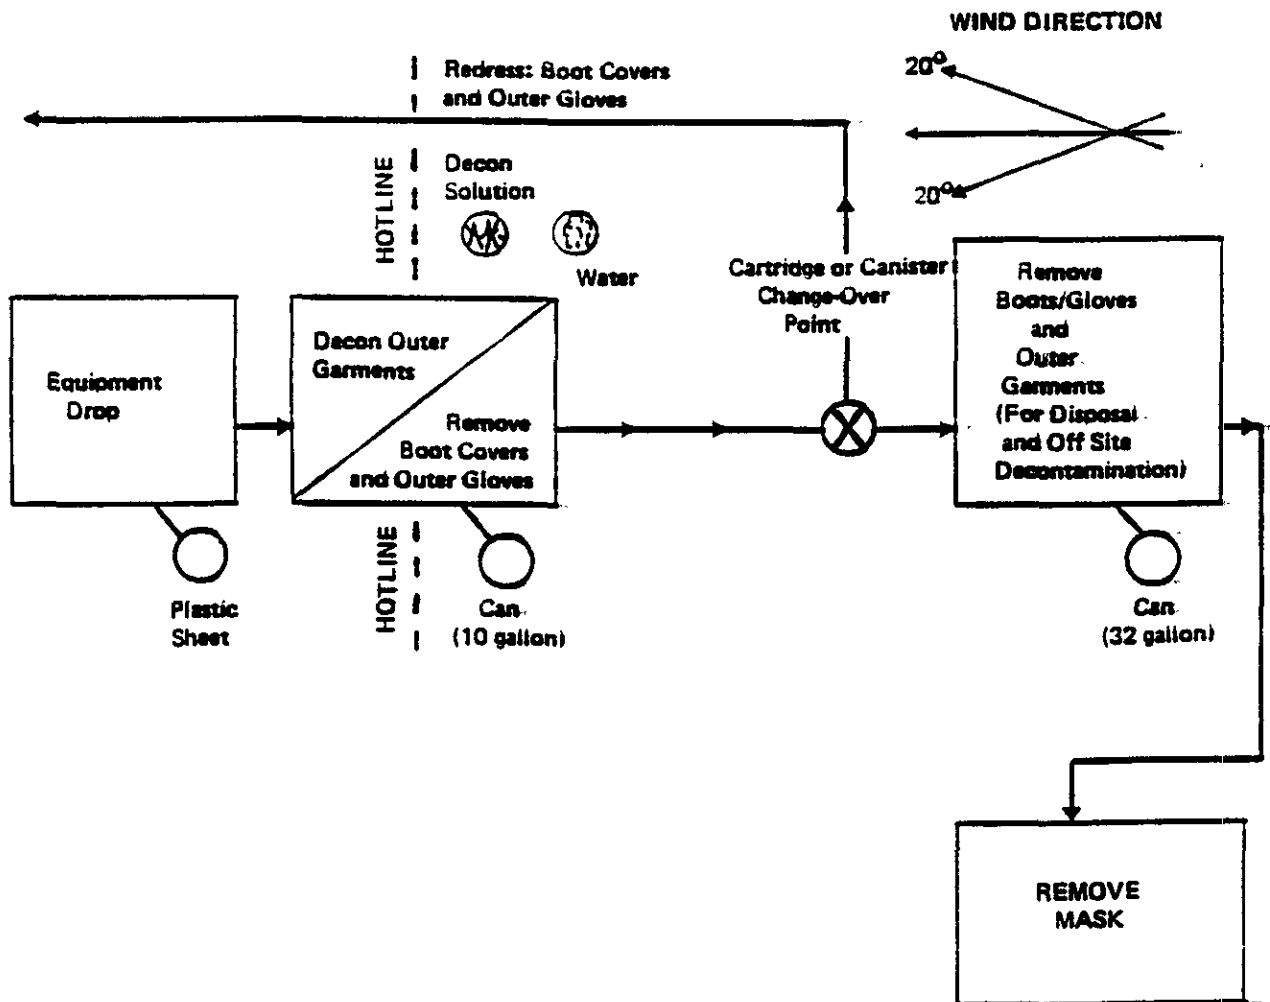 WIND DIRECTION
20°
20°
Redress: Boot Covers
and Outer Gloves
HOTLINE
Decon
Solution
Water
Equipment
Drop
Plastic
Sheet
Decon Outer
Garments
Remove
Boot Covers
and Outer Gloves
HOTLINE
Can
(10 gallon)
Cartridge or Canister
Change-Over
Point
Remove
Boots/Gloves
and
Outer
Garments
(For Disposal
and Off Site
Decontamination)
Can
(32 gallon)
REMOVE
MASK